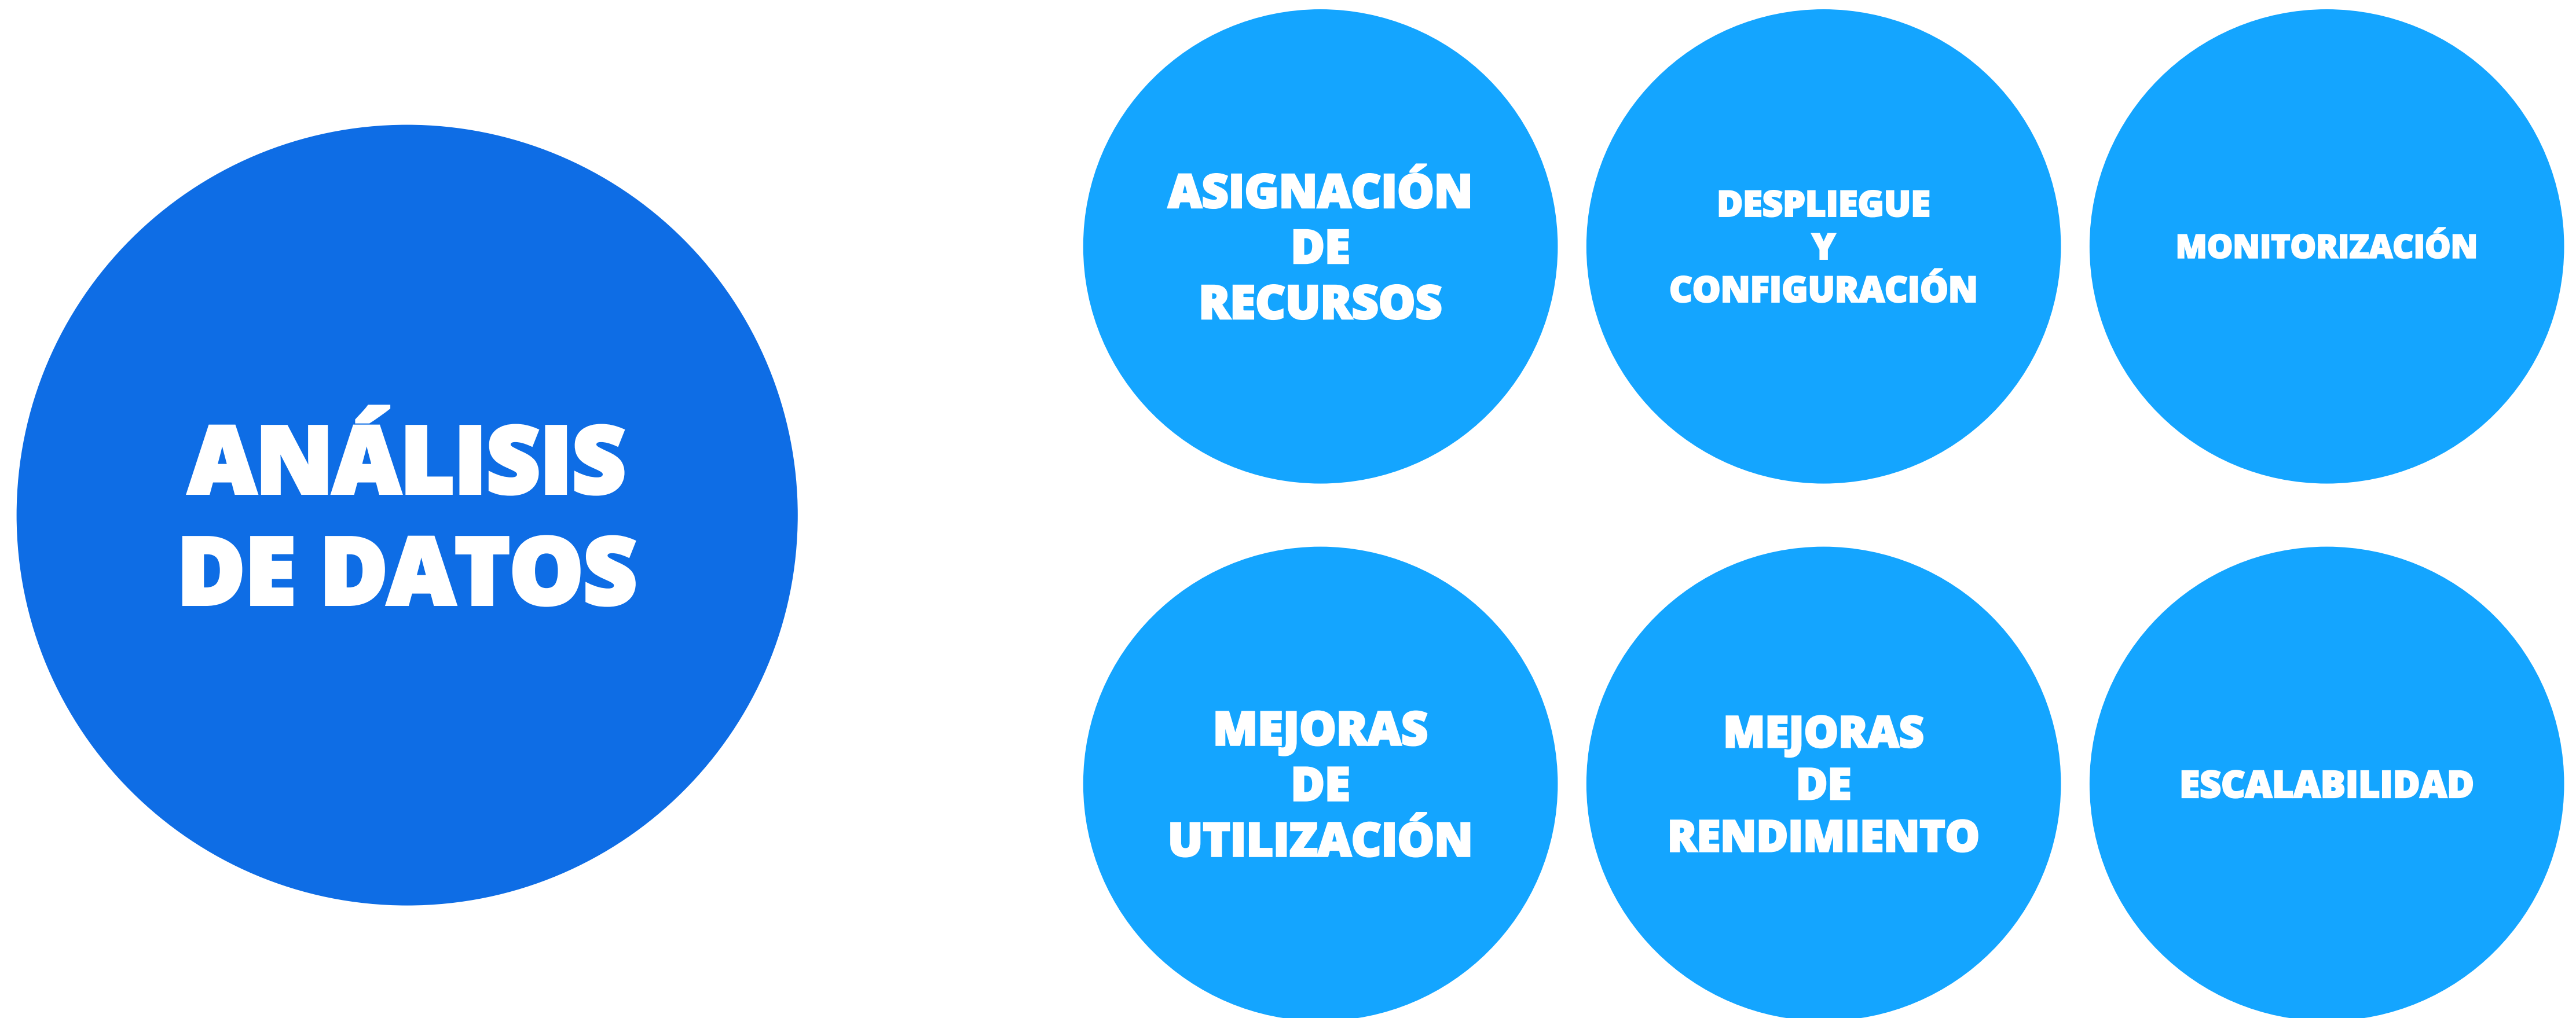 ANÁLISIS
DE DATOS
ASIGNACIÓN
DE
RECURSOS
DESPLIEGUE
Y
CONFIGURACIÓN
MONITORIZACIÓN
MEJORAS
DE
UTILIZACIÓN
MEJORAS
DE
RENDIMIENTO
ESCALABILIDAD